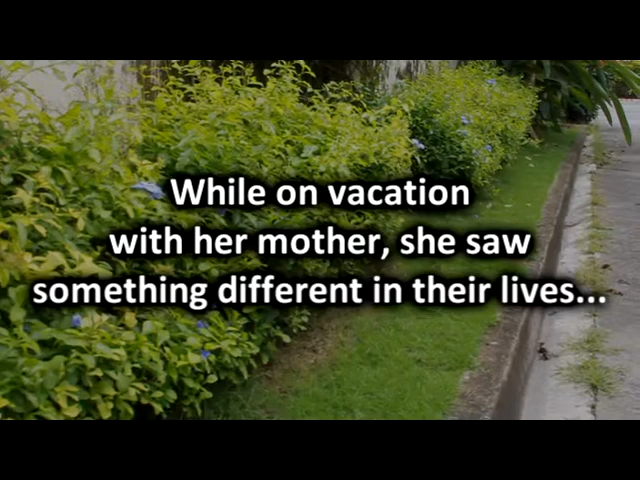 While on vacation
with her mother, she saw
something different in their lives...